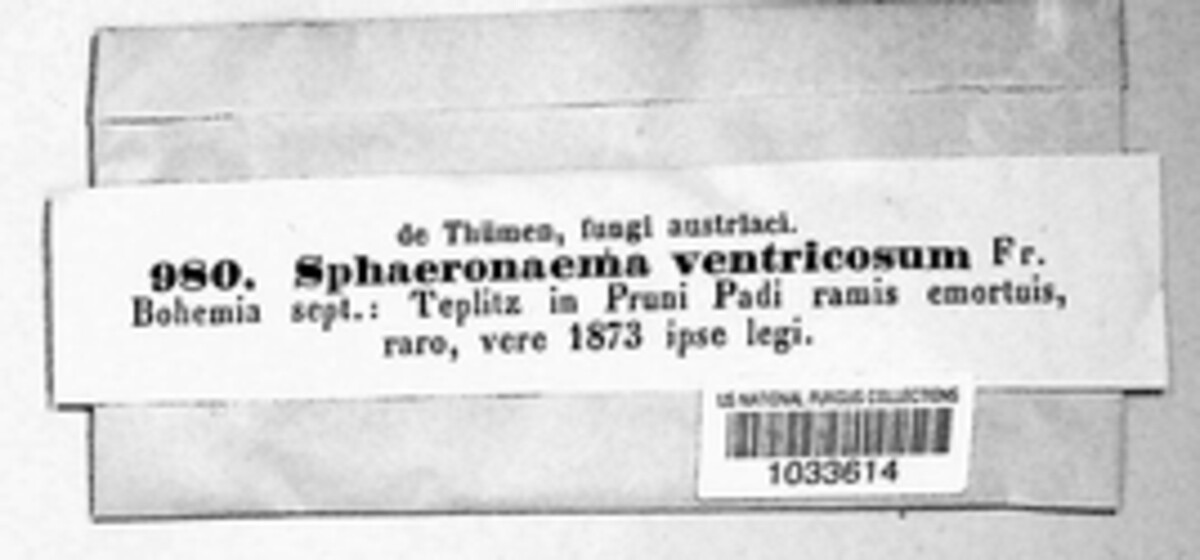 de Thümen, fungi austriaci.
980. Sphaeronaema ventricosum Fr.
Bohemia sept.: Teplitz in Pruni Padi ramis emortuis,
raro, vere 1873 ipse legi.
US NATIONAL FUNGUS COLLECTIONS
1033614